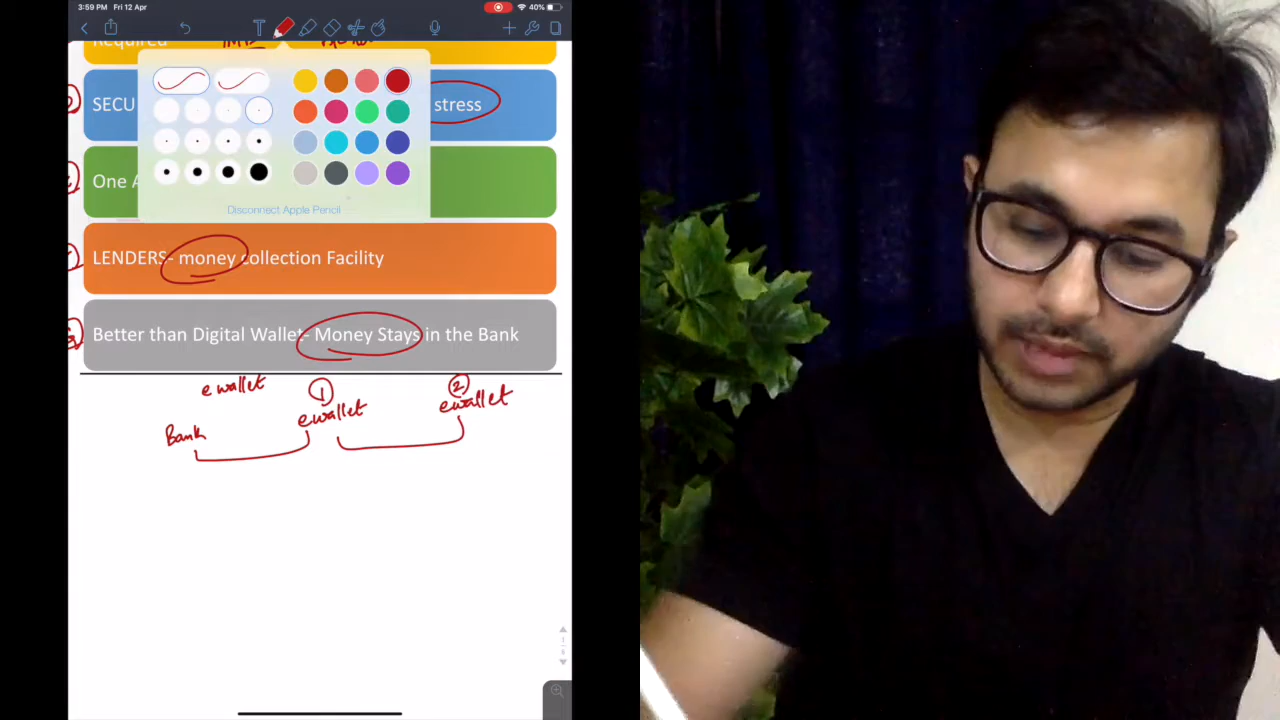 3:59 PM Fri 12 Apr
40%
T
Required
SECU
stress
One A
Disconnect Apple Pencil
LENDERS- money collection Facility
Better than Digital Wallet- Money Stays in the Bank
ewallet
1
2
ewallet
ewallet
Bank